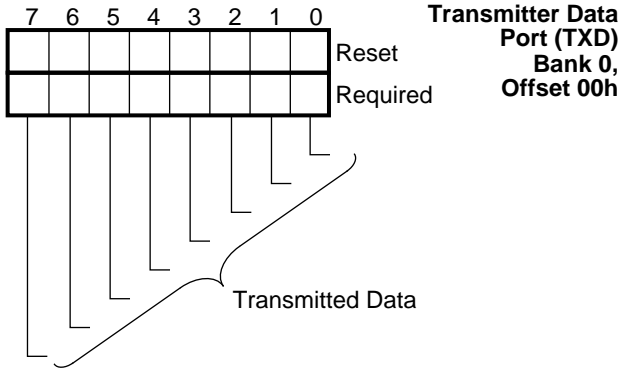 7 6 5 4 3 2 1 0
Reset
Required
Transmitter Data
Port (TXD)
Bank 0,
Offset 00h
Transmitted Data